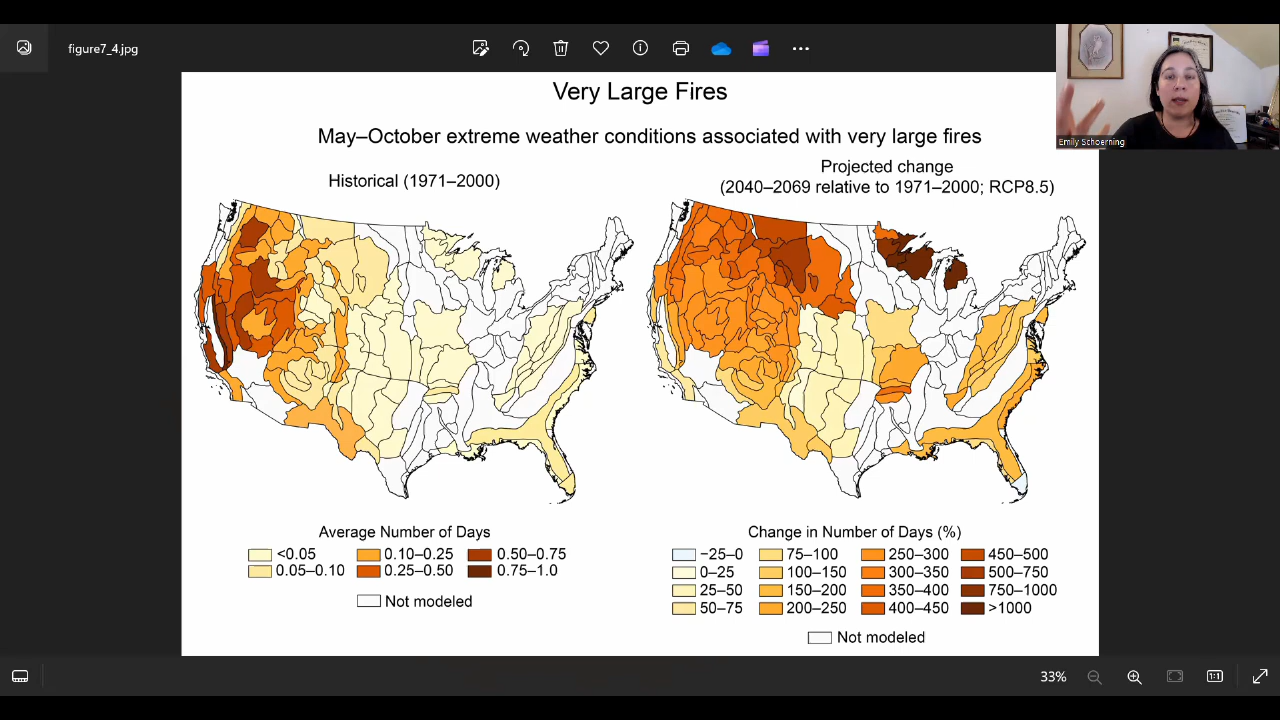 figure7_4.jpg
Very Large Fires
May–October extreme weather conditions associated with very large fires
Historical (1971–2000)
Projected change
(2040–2069 relative to 1971–2000; RCP8.5)
Emily Schoerning
Average Number of Days
<0.05
0.10–0.25
0.50–0.75
0.05–0.10
0.25–0.50
0.75–1.0
Not modeled
Change in Number of Days (%)
−25–0
75–100
250–300
450–500
0–25
100–150
300–350
500–750
25–50
150–200
350–400
750–1000
50–75
200–250
400–450
>1000
Not modeled
33%
1:1